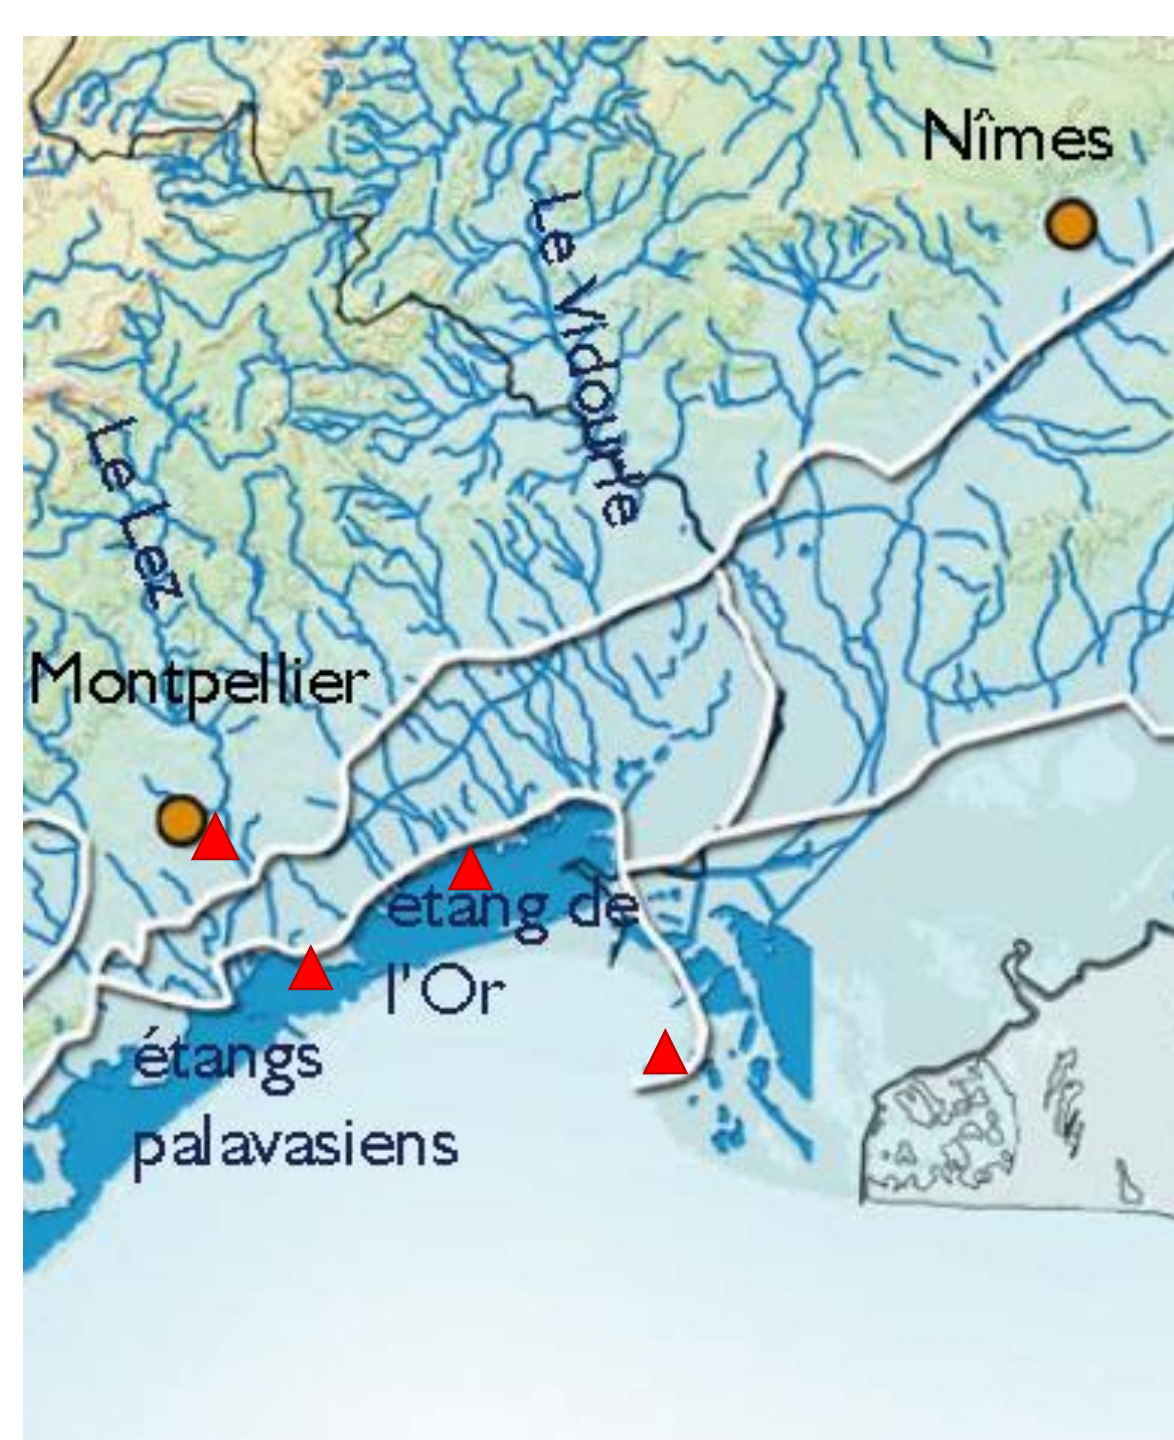 Nîmes
Le Vidourle
Le Lez
Montpellier
étang de
l'Or
étangs
palavasiens